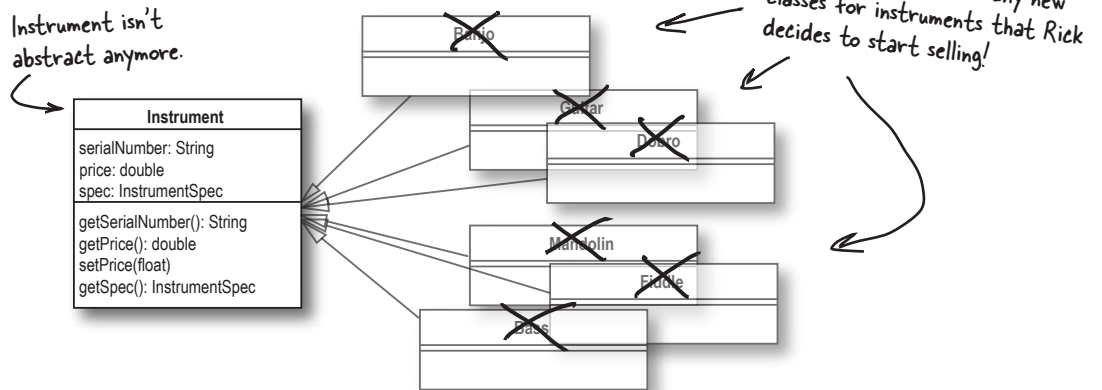 Instrument isn't
abstract anymore.
new
classes for instruments that Rick
decides to start selling!
Banjo
Instrument
serialNumber: String
price: double
spec: InstrumentSpec
getSerialNumber(): String
getPrice(): double
setPrice(float)
getSpec(): InstrumentSpec
Guitar
Dobro
Mandolin
Fiddle
Bass